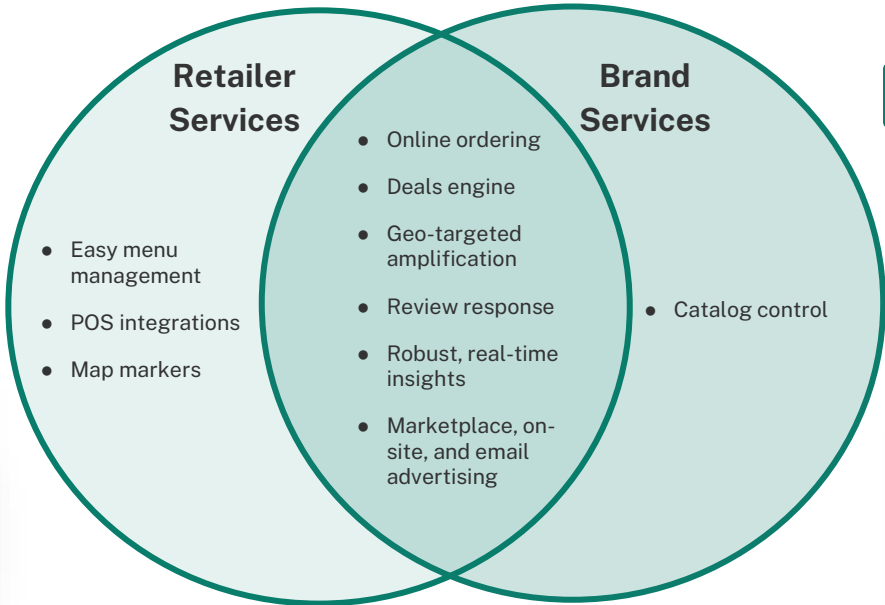 Retailer
Services
Brand
Services
● Easy menu
management
● POS integrations
● Map markers
● Online ordering
● Deals engine
● Geo-targeted
amplification
● Review response
● Robust, real-time
insights
● Marketplace, on-
site, and email
advertising
● Catalog control